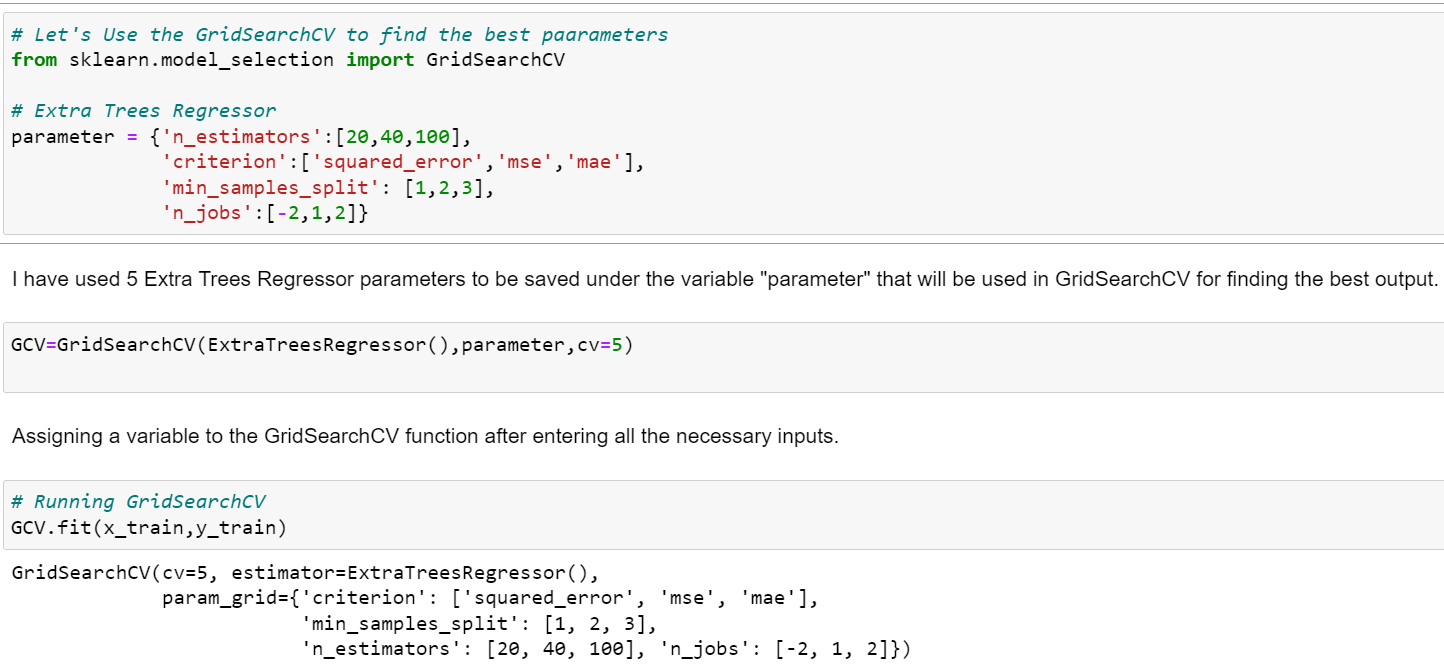 # Let's Use the GridSearchCV to find the best paarameters
from sklearn.model_selection import GridSearchCV
# Extra Trees Regressor
parameter = {'n_estimators':[20,40,100],
'criterion':['squared_error','mse','mae'],
'min_samples_split': [1,2,3],
'n_jobs':[-2,1,2]}
I have used 5 Extra Trees Regressor parameters to be saved under the variable "parameter" that will be used in GridSearchCV for finding the best output.
GCV=GridSearchCV(ExtraTreesRegressor(),parameter,cv=5)
Assigning a variable to the GridSearchCV function after entering all the necessary inputs.
# Running GridSearchCV
GCV.fit(x_train,y_train)
GridSearchCV(cv=5, estimator=ExtraTreesRegressor(),
param_grid={'criterion': ['squared_error', 'mse', 'mae'],
'min_samples_split': [1, 2, 3],
'n_estimators': [20, 40, 100], 'n_jobs': [-2, 1, 2]})